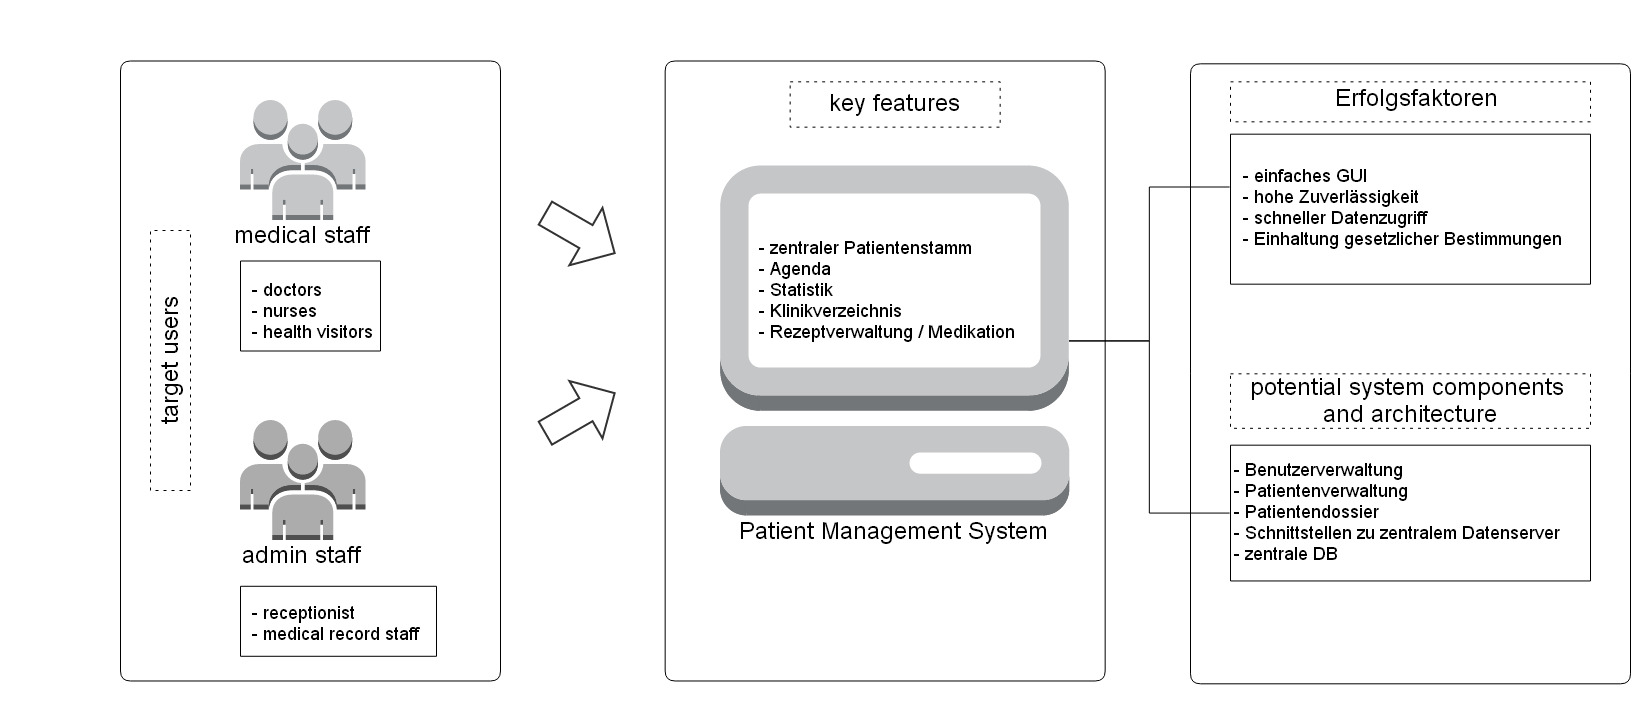 target users
medical staff
- doctors
- nurses
- health visitors
admin staff
- receptionist
- medical record staff
key features
- zentraler Patientenstamm
- Agenda
- Statistik
- Klinikverzeichnis
- Rezeptverwaltung / Medikation
Patient Management System
Erfolgsfaktoren
- einfaches GUI
- hohe Zuverlässigkeit
- schneller Datenzugriff
- Einhaltung gesetzlicher Bestimmungen
potential system components
and architecture
- Benutzerverwaltung
- Patientenverwaltung
- Patientendossier
- Schnittstellen zu zentralem Datenserver
- zentrale DB